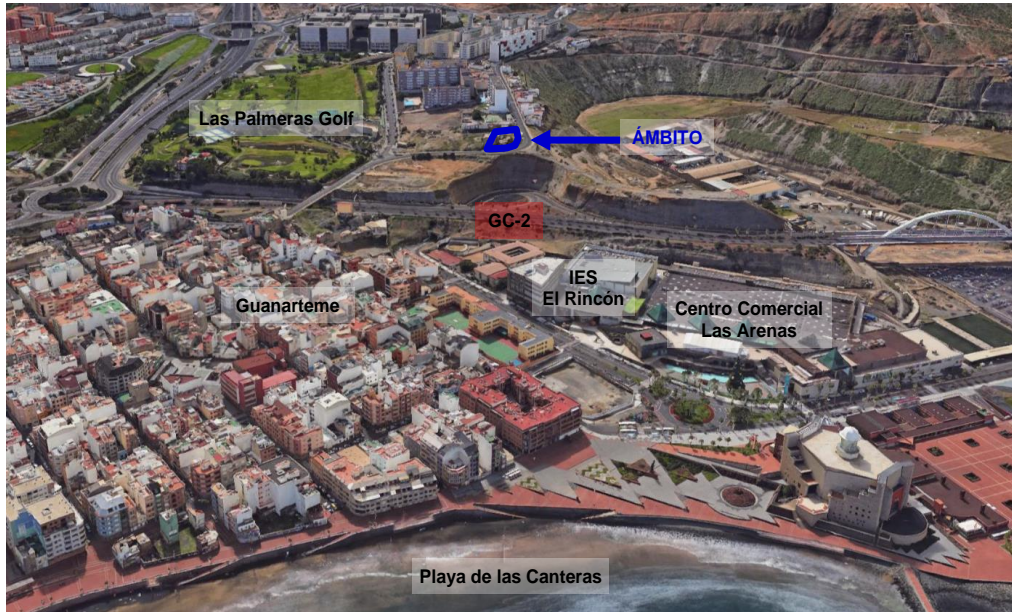 Las Palmeras Golf
ÁMBITO
GC-2
IES
El Rincón
Guanarteme
Centro Comercial
Las Arenas
Playa de las Canteras